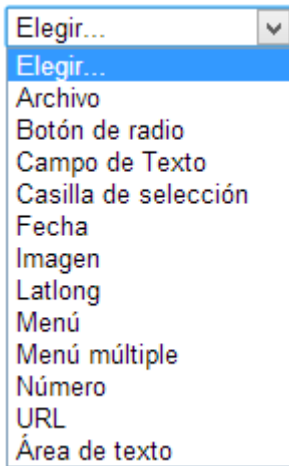 Elegir...
Elegir...
Archivo
Botón de radio
Campo de Texto
Casilla de selección
Fecha
Imagen
Latlong
Menú
Menú múltiple
Número
URL
Área de texto